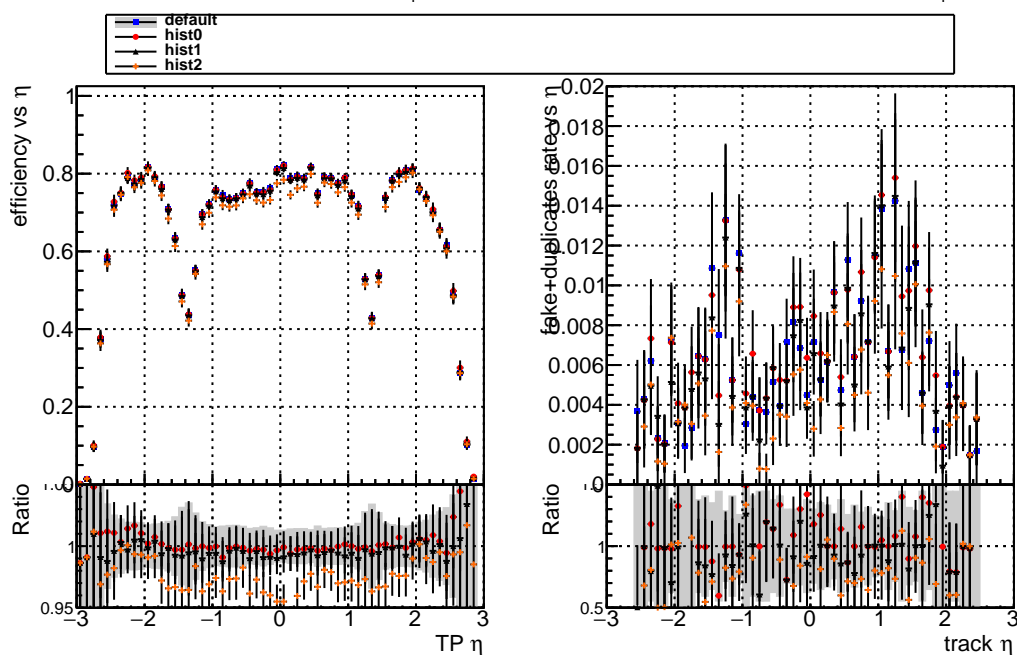 default
hist0
hist1
hist2
efficiency vs η
1
0.8
0.6
0.4
0.2
0
Ratio
1
0.95
−3 −2 −1 0 1 2 3
TP η
fake+duplicates rate vs η
0.02
0.018
0.016
0.014
0.012
0.01
0.008
0.006
0.004
0.002
0
Ratio
1
0.5
−3 −2 −1 0 1 2 3
track η